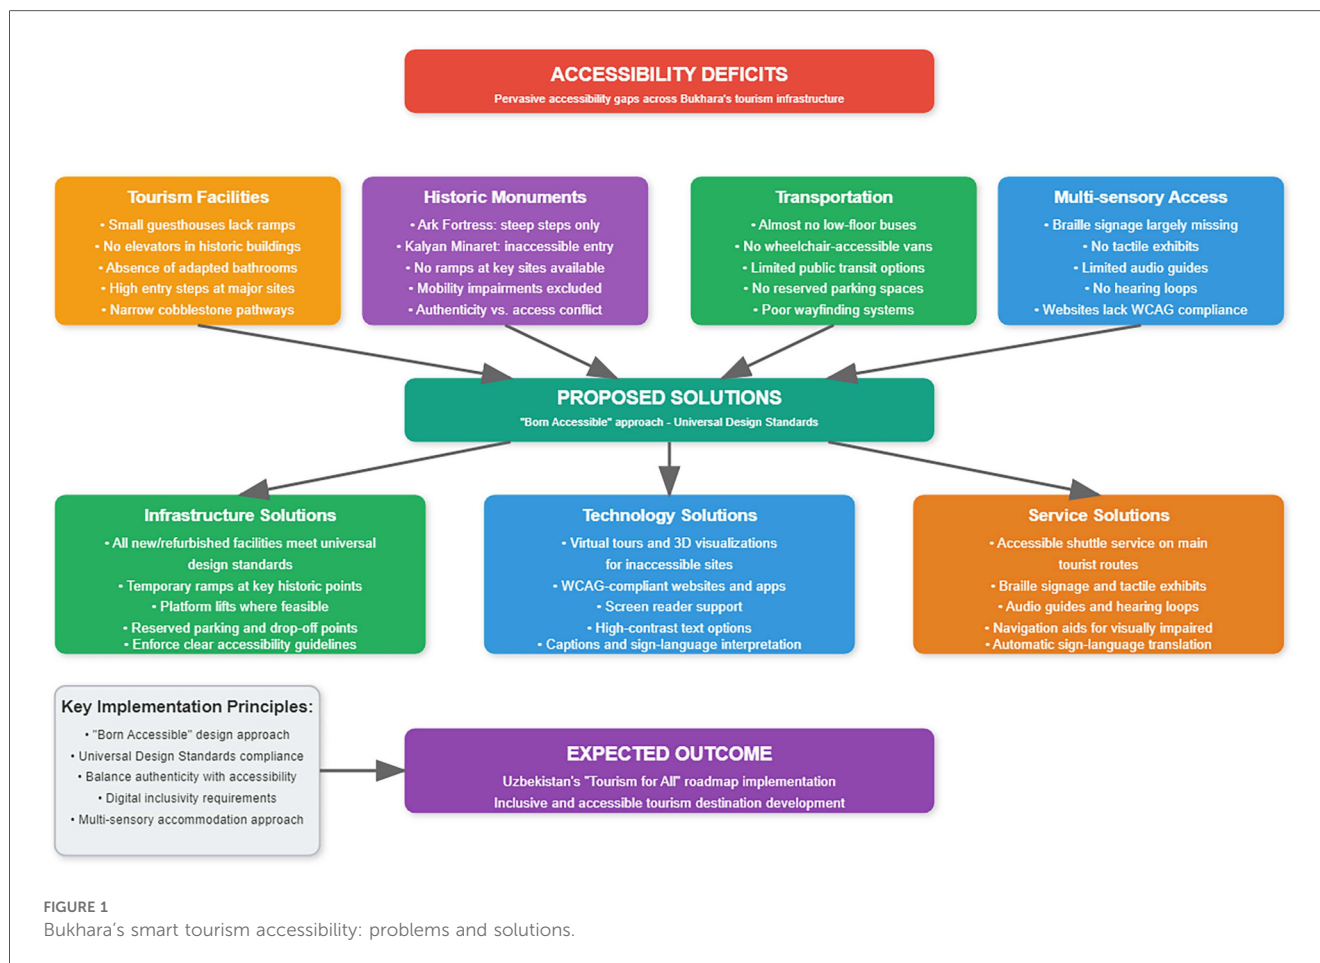 ACCESSIBILITY DEFICITS
Pervasive accessibility gaps across Bukhara's tourism infrastructure
Tourism Facilities
• Small guesthouses lack ramps
• No elevators in historic buildings
• Absence of adapted bathrooms
• High entry steps at major sites
• Narrow cobblestone pathways
Historic Monuments
• Ark Fortress: steep steps only
• Kalyan Minaret: inaccessible entry
• No ramps at key sites available
• Mobility impairments excluded
• Authenticity vs. access conflict
Transportation
• Almost no low-floor buses
• No wheelchair-accessible vans
• Limited public transit options
• No reserved parking spaces
• Poor wayfinding systems
Multi-sensory Access
• Braille signage largely missing
• No tactile exhibits
• Limited audio guides
• No hearing loops
• Websites lack WCAG compliance
PROPOSED SOLUTIONS
"Born Accessible" approach - Universal Design Standards
Infrastructure Solutions
• All new/refurbished facilities meet universal
design standards
• Temporary ramps at key historic points
• Platform lifts where feasible
• Reserved parking and drop-off points
• Enforce clear accessibility guidelines
Technology Solutions
• Virtual tours and 3D visualizations
for inaccessible sites
• WCAG-compliant websites and apps
• Screen reader support
• High-contrast text options
• Captions and sign-language interpretation
Service Solutions
• Accessible shuttle service on main
tourist routes
• Braille signage and tactile exhibits
• Audio guides and hearing loops
• Navigation aids for visually impaired
• Automatic sign-language translation
Key Implementation Principles:
• "Born Accessible" design approach
• Universal Design Standards compliance
• Balance authenticity with accessibility
• Digital inclusivity requirements
• Multi-sensory accommodation approach
EXPECTED OUTCOME
Uzbekistan's "Tourism for All" roadmap implementation
Inclusive and accessible tourism destination development
FIGURE 1
Bukhara's smart tourism accessibility: problems and solutions.